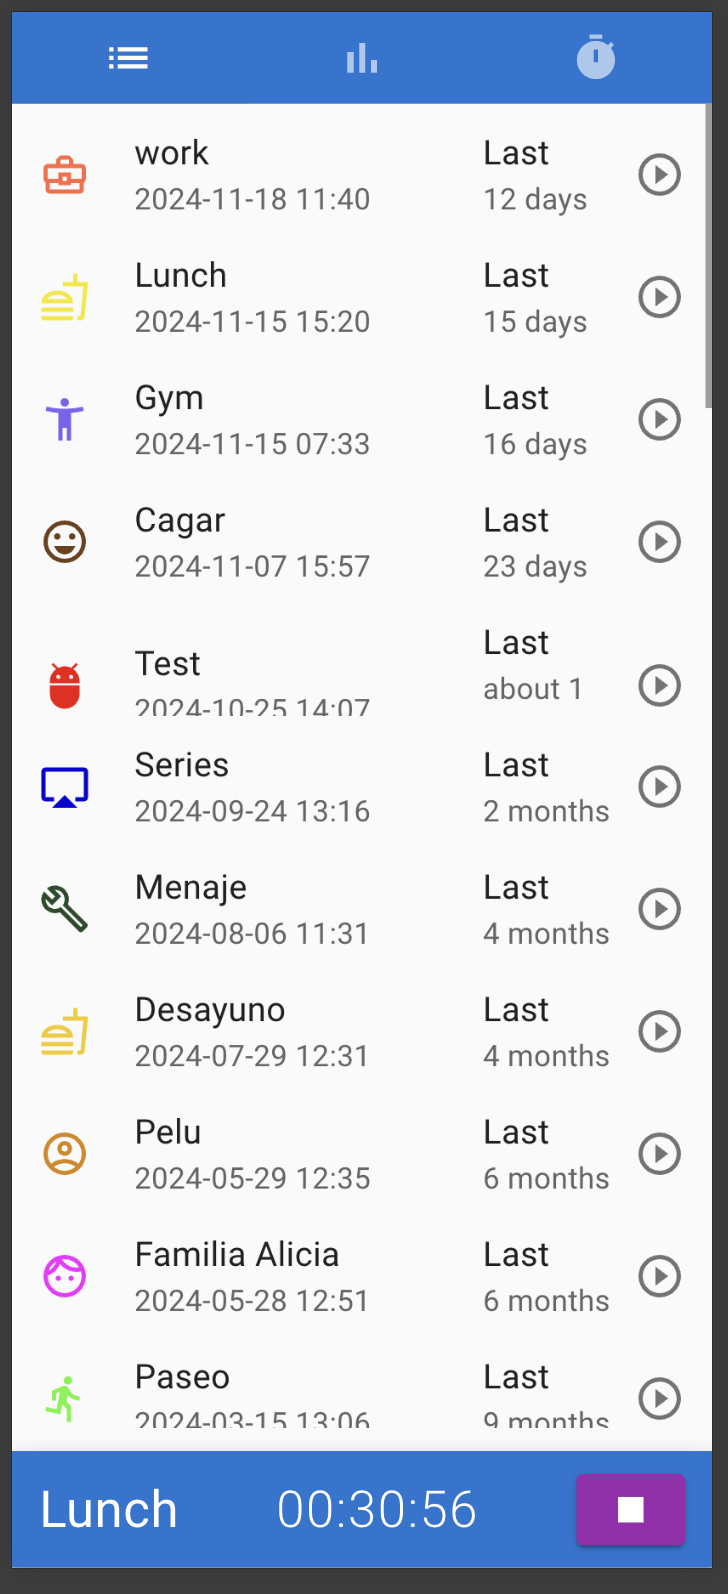 work Last
2024-11-18 11:40 12 days
Lunch Last
2024-11-15 15:20 15 days
Gym Last
2024-11-15 07:33 16 days
Cagar Last
2024-11-07 15:57 23 days
Last
Test
about 1
2024-10-25 14:07
Series Last
2024-09-24 13:16 2 months
Menaje Last
2024-08-06 11:31 4 months
Desayuno Last
2024-07-29 12:31 4 months
Pelu Last
2024-05-29 12:35 6 months
Familia Alicia Last
2024-05-28 12:51 6 months
Paseo Last
2024-03-15 13:06 9 months
Lunch 00:30:56